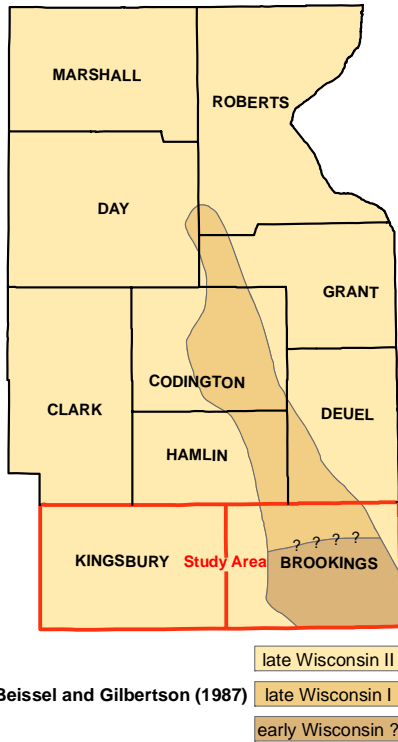 MARSHALL
ROBERTS
DAY
GRANT
CODINGTON
CLARK
DEUEL
HAMLIN
? ? ? ?
KINGSBURY Study Area BROOKINGS
late Wisconsin II
Beissel and Gilbertson (1987) late Wisconsin I
early Wisconsin ?